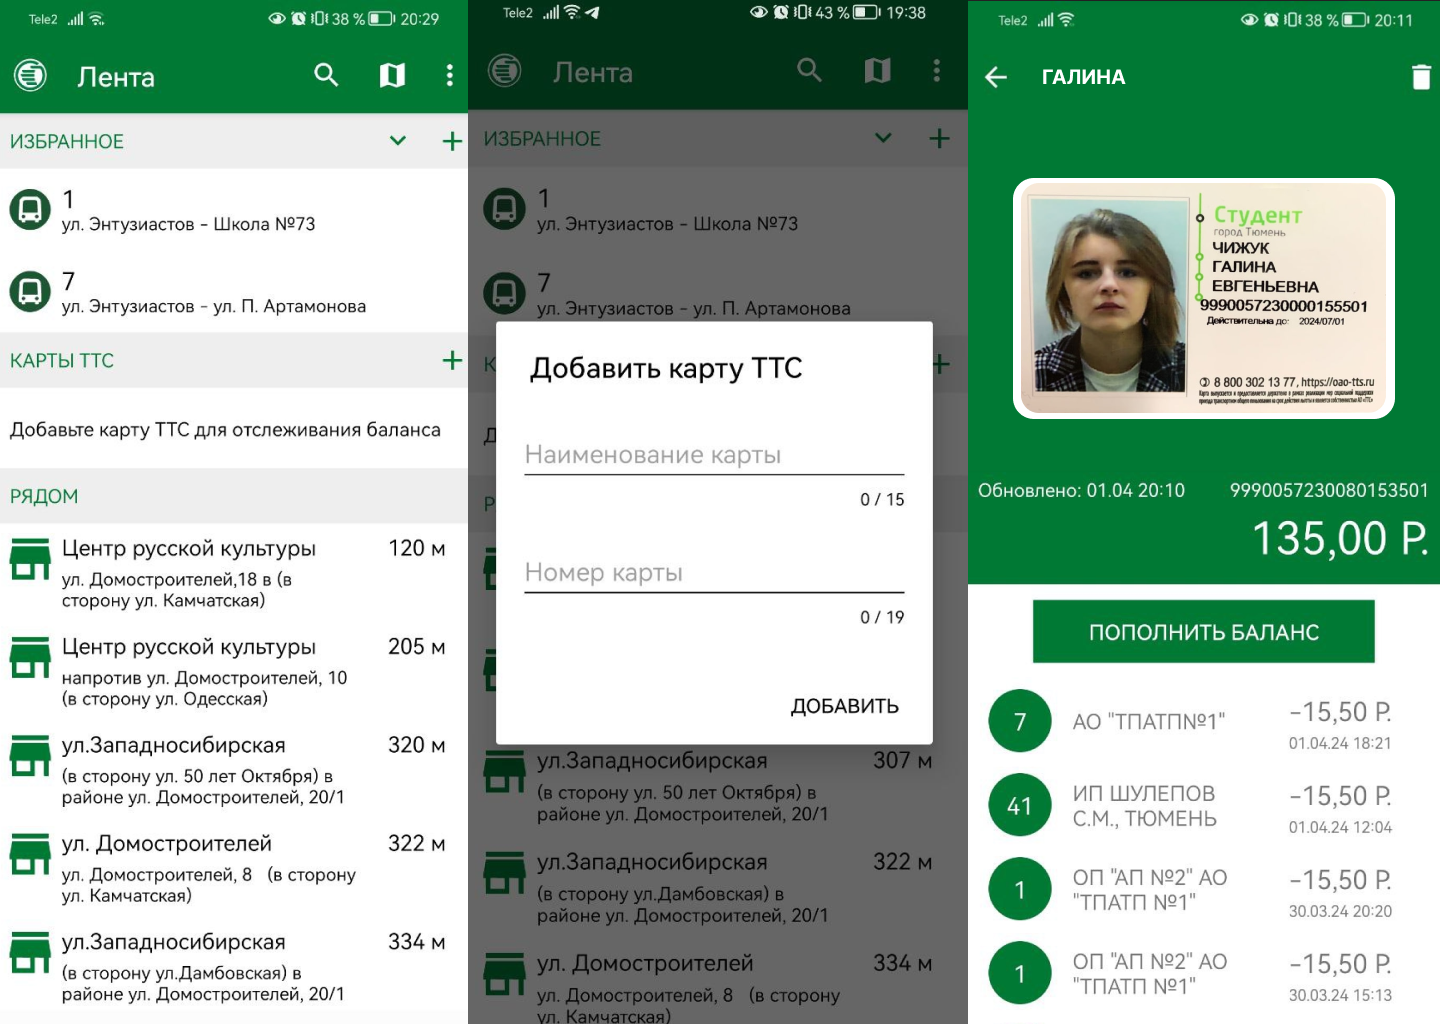 Tele2 38 % 20:29
Лента
ИЗБРАННОЕ
1
ул. Энтузиастов - Школа №73
7
ул. Энтузиастов - ул. П. Артамонова
КАРТЫ ТТС
Добавьте карту ТТС для отслеживания баланса
РЯДОМ
Центр русской культуры 120 м
ул. Домостроителей,18 в (в
сторону ул. Камчатская)
Центр русской культуры 205 м
напротив ул. Домостроителей, 10
(в сторону ул. Одесская)
ул.Западносибирская 320 м
(в сторону ул. 50 лет Октября) в
районе ул. Домостроителей, 20/1
ул. Домостроителей 322 м
ул. Домостроителей, 8 (в сторону
ул. Камчатская)
ул.Западносибирская 334 м
(в сторону ул.Дамбовская) в
районе ул. Домостроителей, 20/1
Tele2 43 % 19:38
Лента
ИЗБРАННОЕ
1
ул. Энтузиастов - Школа №73
7
ул. Энтузиастов - ул. П. Артамонова
Добавить карту ТТС
Наименование карты
0 / 15
Номер карты
0 / 19
ДОБАВИТЬ
ул.Западносибирская 307 м
(в сторону ул. 50 лет Октября) в
районе ул. Домостроителей, 20/1
ул.Западносибирская 322 м
(в сторону ул.Дамбовская) в
районе ул. Домостроителей, 20/1
ул. Домостроителей 334 м
ул. Домостроителей, 8 (в сторону
ул. Камчатская)
Tele2 38 % 20:11
ГАЛИНА
Студент
город Тюмень
ЧИЖУК
ГАЛИНА
ЕВГЕНЬЕВНА
9990057230000155501
Действительна до: 2024/07/01
8 800 302 13 77, https://oao-tts.ru
Обновлено: 01.04 20:10 9990057230080153501
135,00 Р.
ПОПОЛНИТЬ БАЛАНС
7 АО "ТПАТП№1" -15,50 Р.
01.04.24 18:21
41 ИП ШУЛЕПОВ -15,50 Р.
С.М., ТЮМЕНЬ 01.04.24 12:04
1 ОП "АП №2" АО -15,50 Р.
"ТПАТП №1" 30.03.24 20:20
1 ОП "АП №2" АО -15,50 Р.
"ТПАТП №1" 30.03.24 15:13